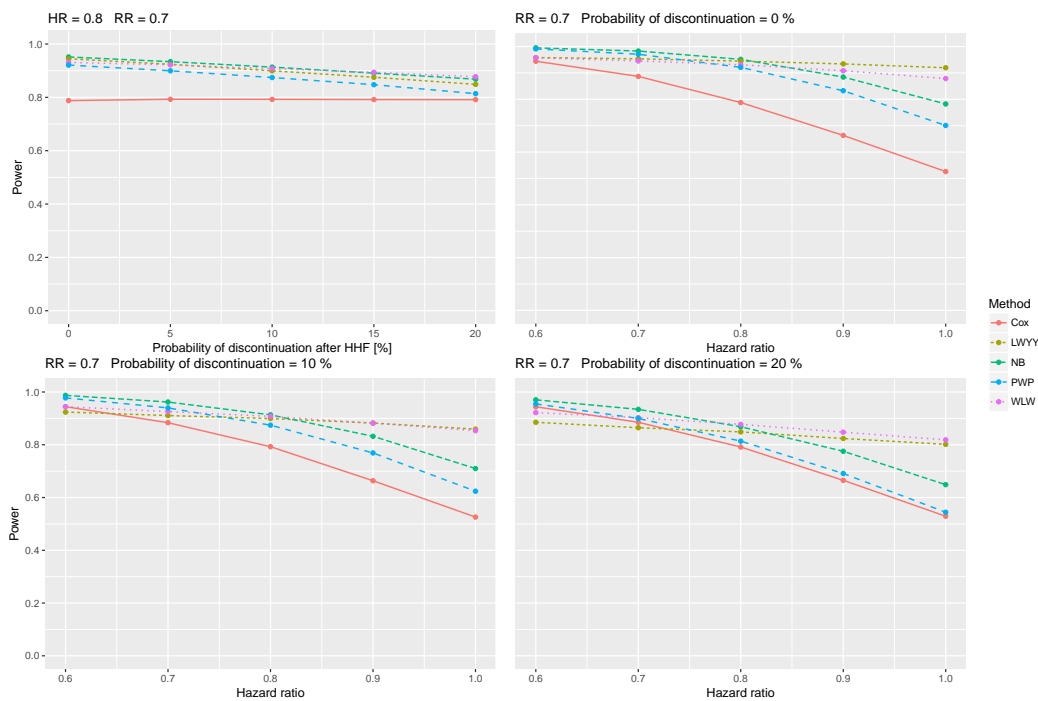 HR = 0.8 RR = 0.7
1.0
0.8
0.6
0.4
0.2
0.0
Power
0 5 10 15 20
Probability of discontinuation after HHF [%]
RR = 0.7 Probability of discontinuation = 0 %
0.6 0.7 0.8 0.9 1.0
Hazard ratio
RR = 0.7 Probability of discontinuation = 10 %
1.0
0.8
0.6
0.4
0.2
0.0
Power
0.6 0.7 0.8 0.9 1.0
Hazard ratio
RR = 0.7 Probability of discontinuation = 20 %
0.6 0.7 0.8 0.9 1.0
Hazard ratio
Method
Cox
LWYY
NB
PWP
WLW